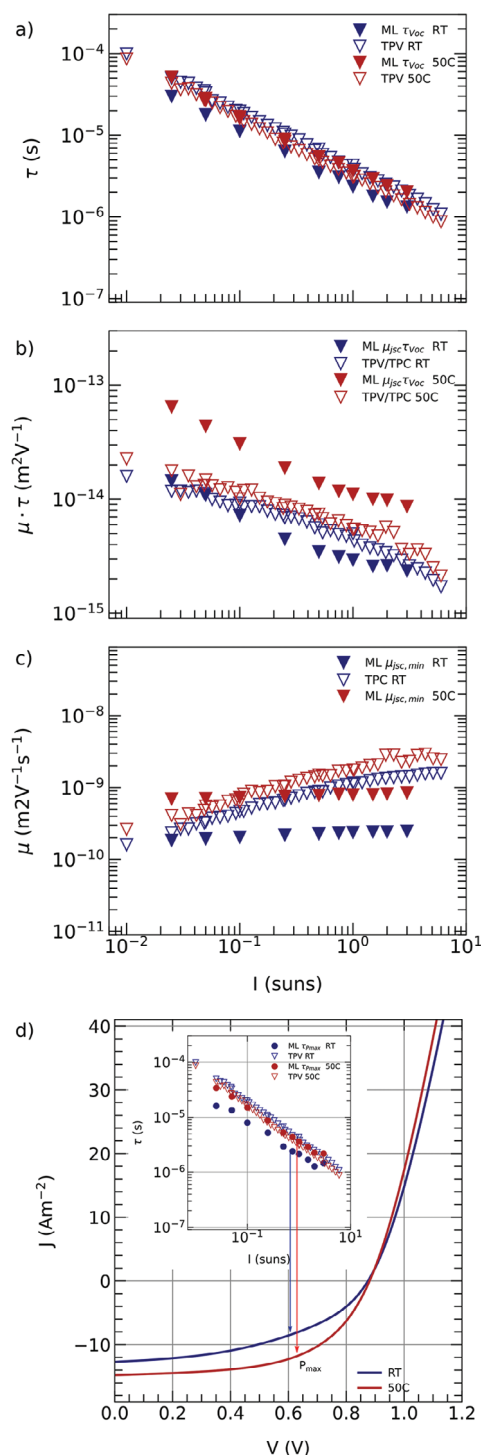 a)
ML τVoc RT
TPV RT
ML τVoc 50C
TPV 50C
10⁻⁴
10⁻⁵
10⁻⁶
10⁻⁷
τ (s)
b)
ML μjscτVoc RT
TPV/TPC RT
ML μjscτVoc 50C
TPV/TPC 50C
10⁻¹³
10⁻¹⁴
10⁻¹⁵
μ · τ (m²V⁻¹)
c)
ML μjsc,min RT
TPC RT
ML μjsc,min 50C
10⁻⁸
10⁻⁹
10⁻¹⁰
10⁻¹¹
μ (m2V⁻¹s⁻¹)
10⁻² 10⁻¹ 10⁰ 10¹
I (suns)
d)
40
30
20
10
0
−10
−20
J (Am⁻²)
ML τPmax RT
TPV RT
ML τPmax 50C
TPV 50C
10⁻⁴
10⁻⁵
10⁻⁶
10⁻⁷
τ (s)
10⁻¹ 10¹
I (suns)
Pmax
RT
50C
0.0 0.2 0.4 0.6 0.8 1.0 1.2
V (V)